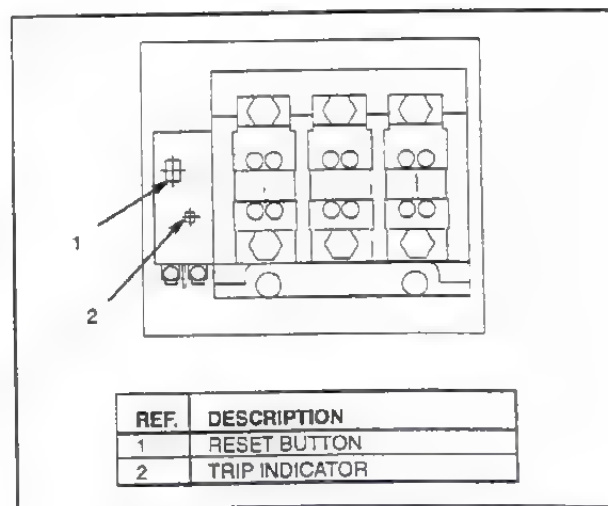 1
2
REF. DESCRIPTION
1 RESET BUTTON
2 TRIP INDICATOR